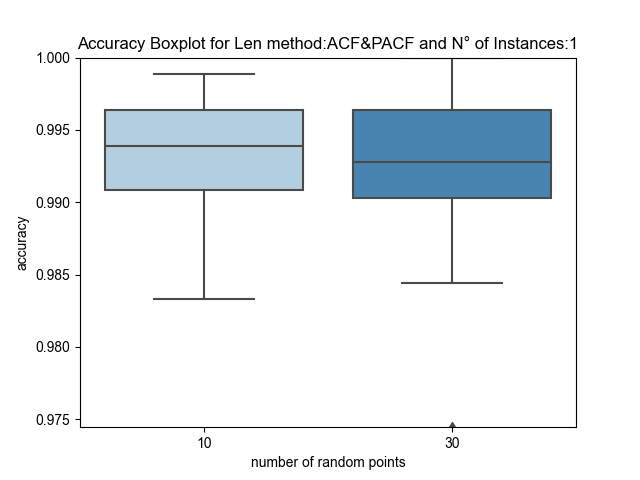 Accuracy Boxplot for Len method:ACF&PACF and N° of Instances:1
1.000
0.995
0.990
0.985
0.980
0.975
accuracy
10 30
number of random points